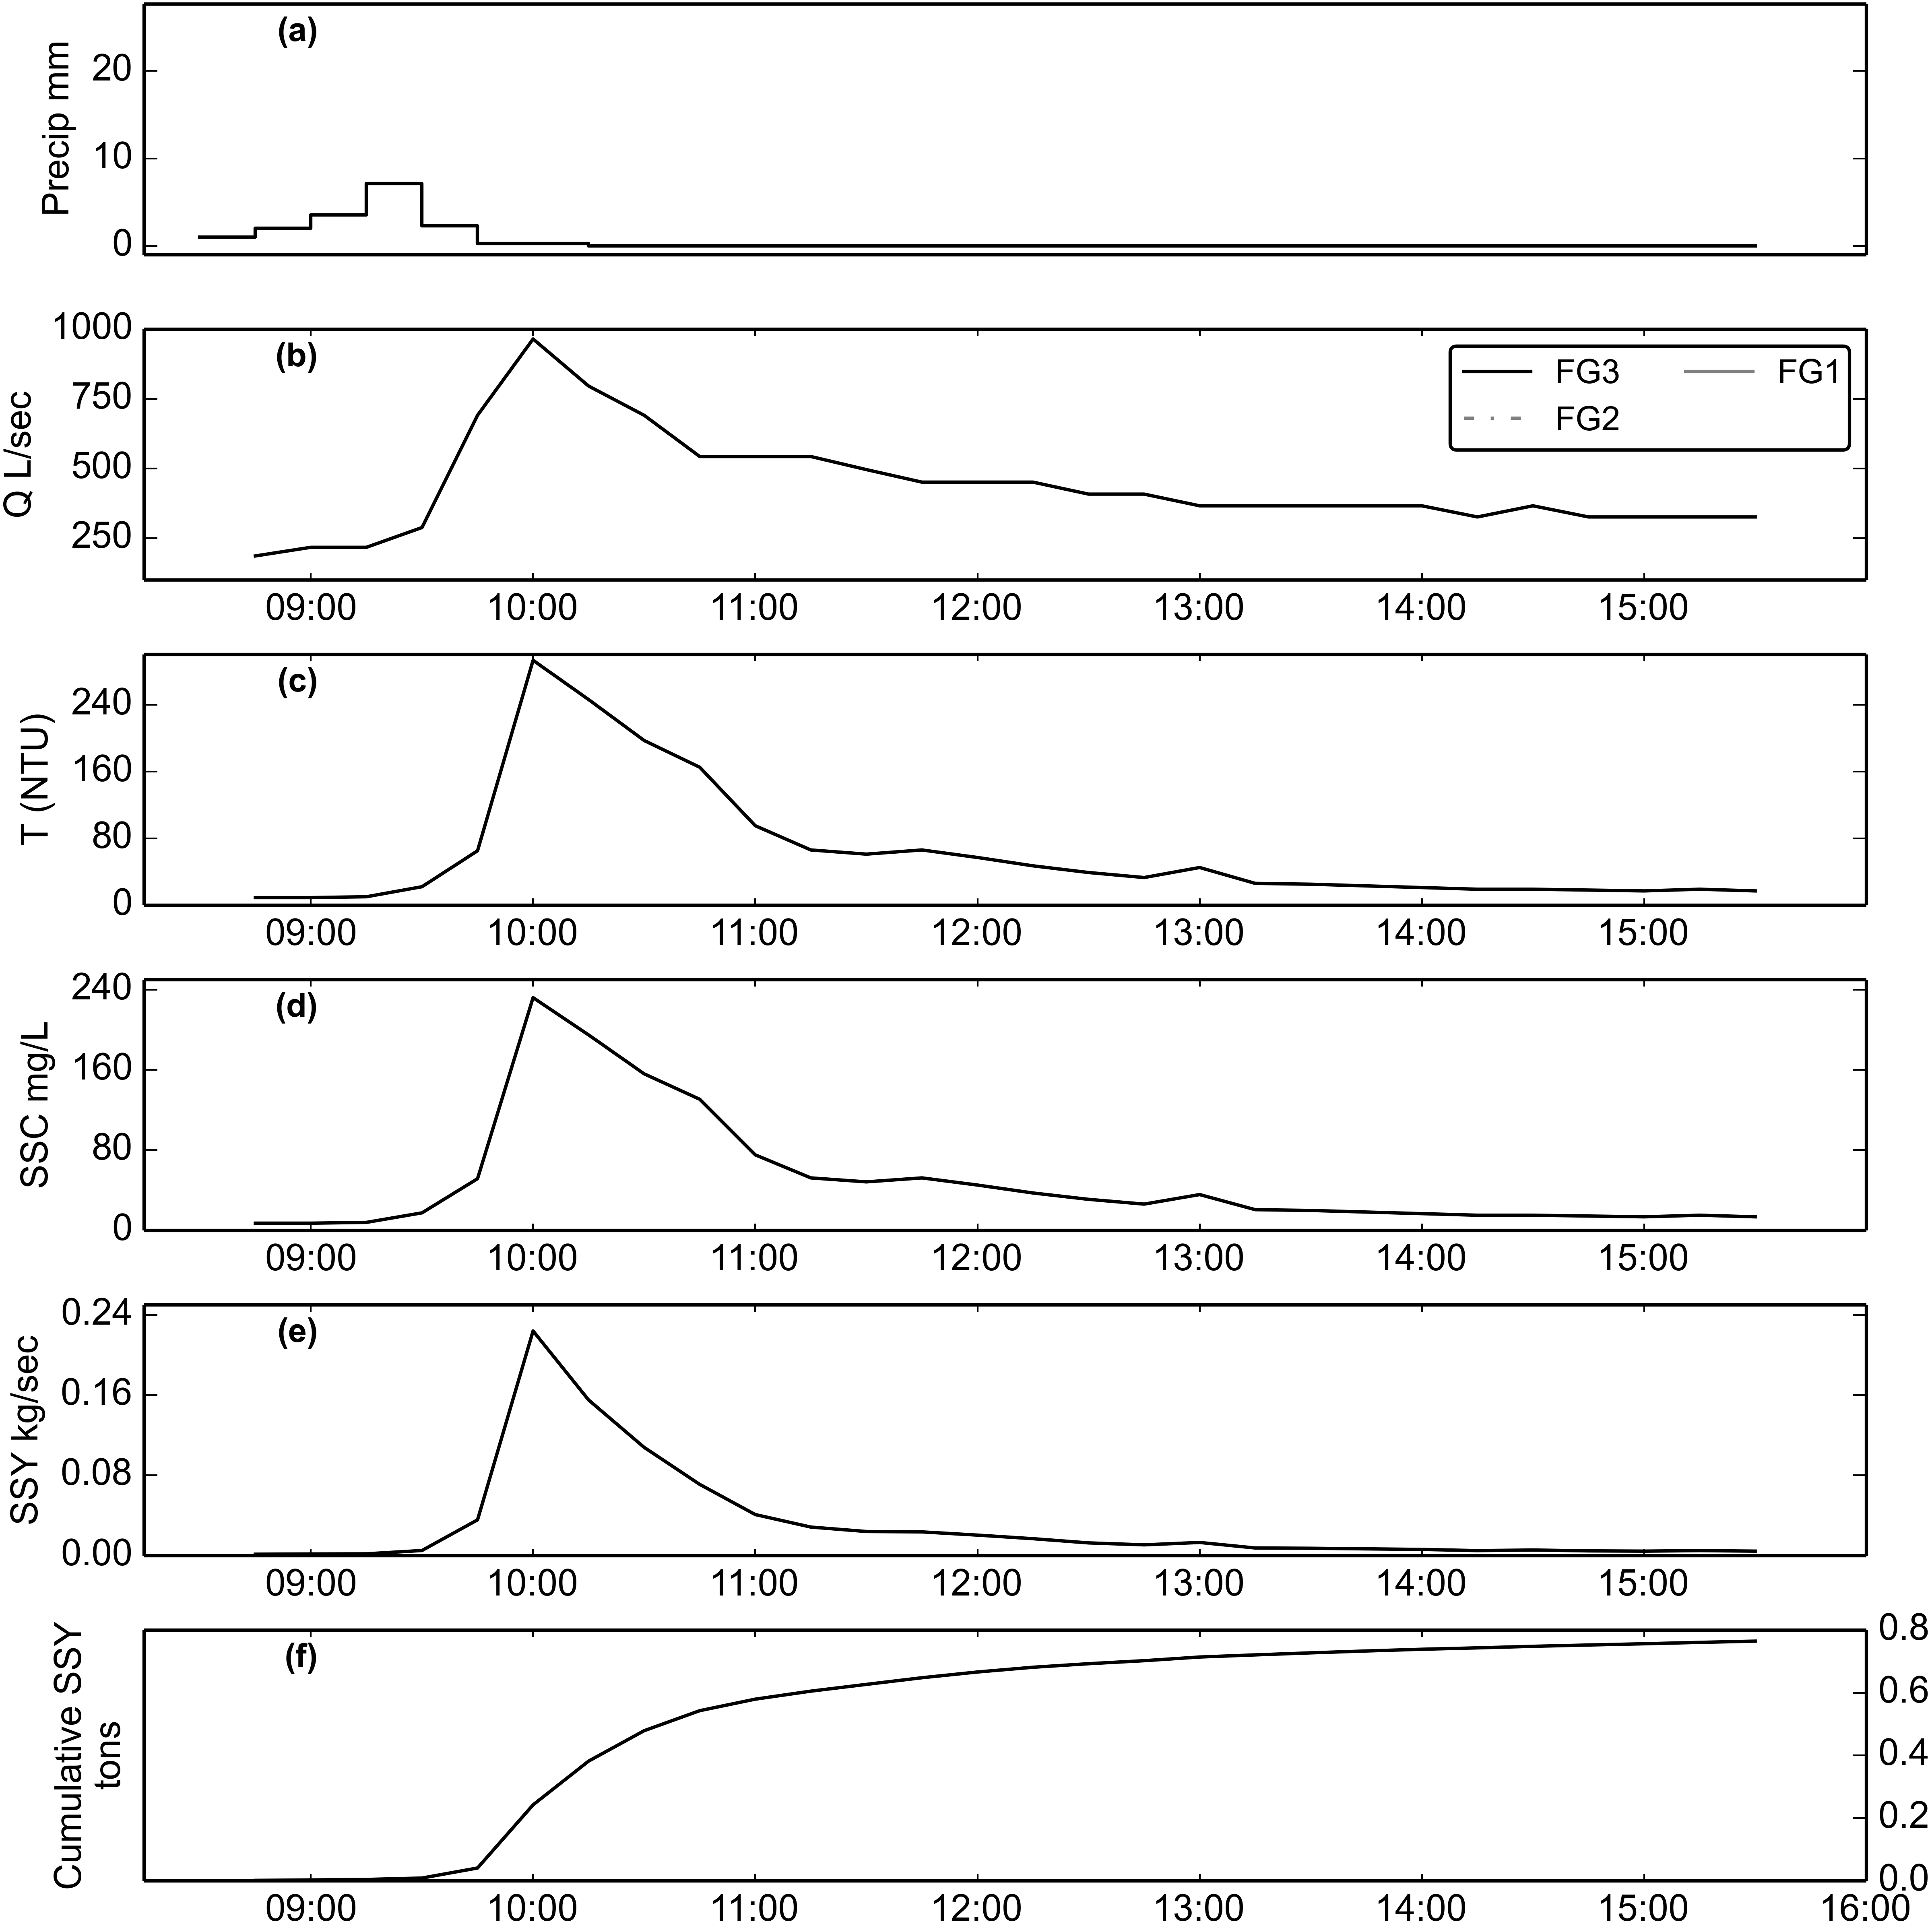 (a)
Precip mm
20
10
0
(b)
Q L/sec
1000
750
500
250
FG3 FG1
FG2
09:00 10:00 11:00 12:00 13:00 14:00 15:00
(c)
T (NTU)
240
160
80
0
09:00 10:00 11:00 12:00 13:00 14:00 15:00
(d)
SSC mg/L
240
160
80
0
09:00 10:00 11:00 12:00 13:00 14:00 15:00
(e)
SSY kg/sec
0.24
0.16
0.08
0.00
09:00 10:00 11:00 12:00 13:00 14:00 15:00
(f)
Cumulative SSY
tons
0.8
0.6
0.4
0.2
0.0
09:00 10:00 11:00 12:00 13:00 14:00 15:00 16:00